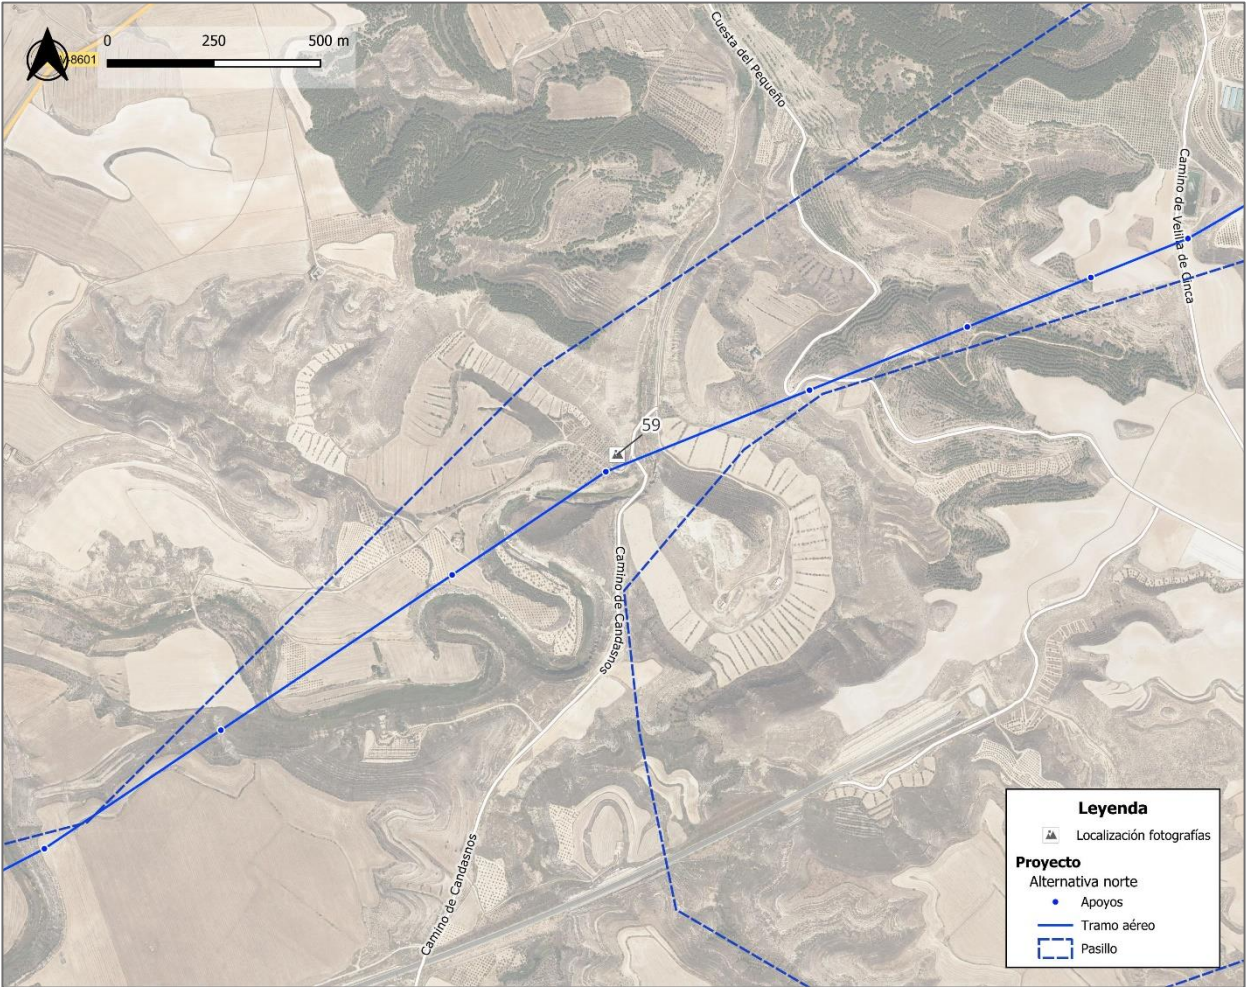 0 250 500 m
-8601
Cuesta del Pequeño
Camino de Velilla de Cinca
59
Camino de Candasnos
Camino de Candasnos
Leyenda
Localización fotografías
Proyecto
Alternativa norte
Apoyos
Tramo aéreo
Pasillo